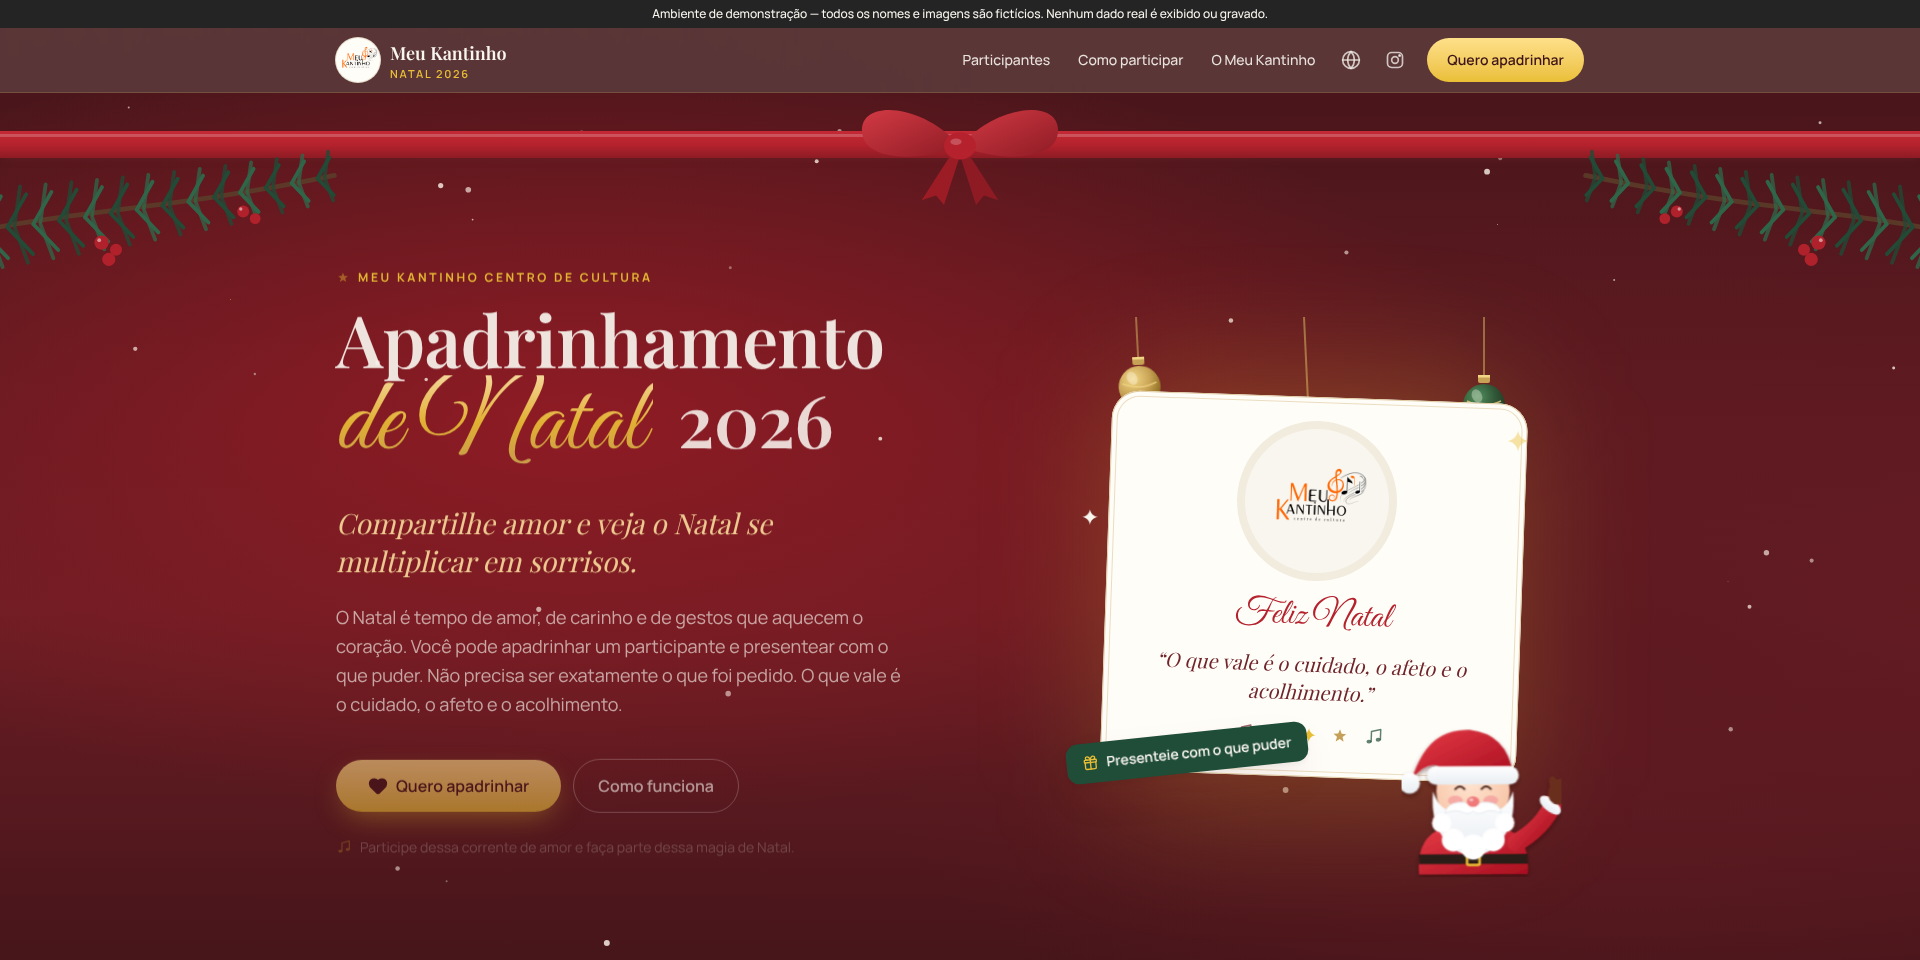 Ambiente de demonstração — todos os nomes e imagens são fictícios. Nenhum dado real é exibido ou gravado.
MEU KANTINHO
Meu Kantinho
NATAL 2026
Participantes
Como participar
O Meu Kantinho
Quero apadrinhar
MEU KANTINHO CENTRO DE CULTURA
Apadrinhamento
de Natal 2026
Compartilhe amor e veja o Natal se
multiplicar em sorrisos.
O Natal é tempo de amor, de carinho e de gestos que aquecem o
coração. Você pode apadrinhar um participante e presentear com o
que puder. Não precisa ser exatamente o que foi pedido. O que vale é
o cuidado, o afeto e o acolhimento.
Quero apadrinhar
Como funciona
Participe dessa corrente de amor e faça parte dessa magia de Natal.
MEU
KANTINHO
centro de cultura
Feliz Natal
“O que vale é o cuidado, o afeto e o
acolhimento.”
Presenteie com o que puder